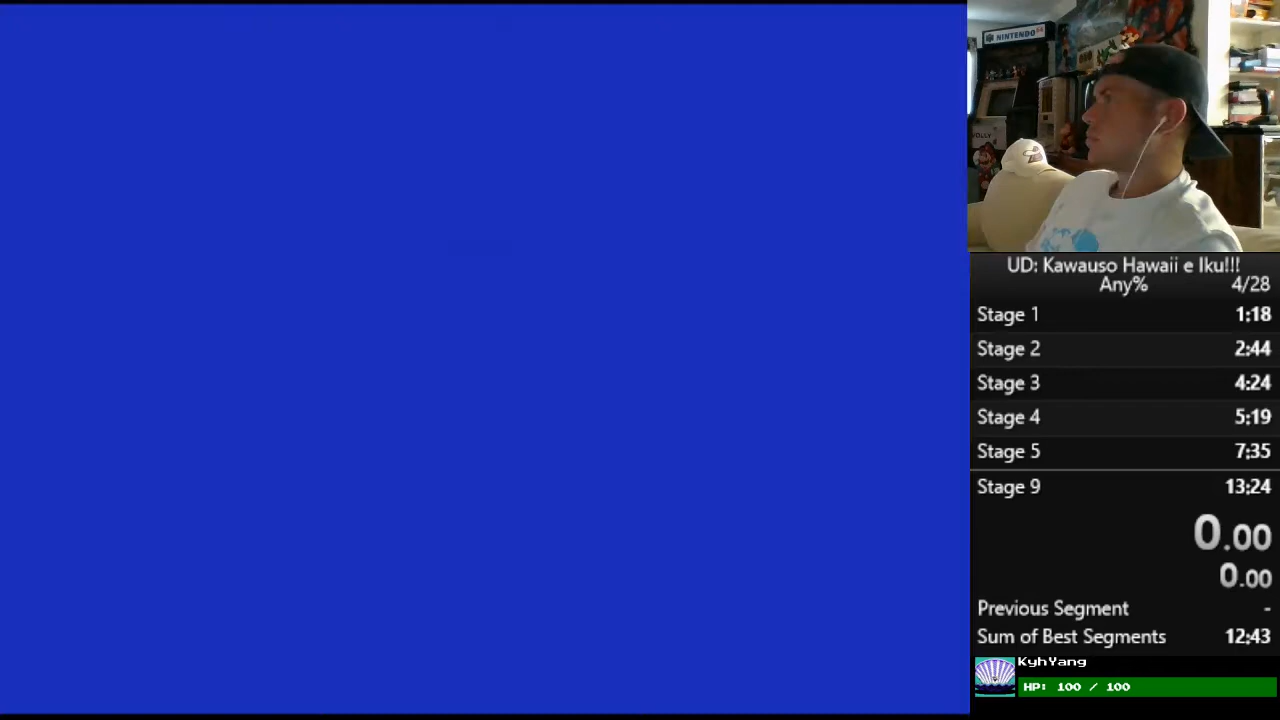 NINTENDO64
UD: Kawauso Hawaii e Iku!!!
Any% 4/28
Stage 1 1:18
Stage 2 2:44
Stage 3 4:24
Stage 4 5:19
Stage 5 7:35
Stage 9 13:24
0.00
0.00
Previous Segment -
Sum of Best Segments 12:43
KyhYang
HP: 100 / 100